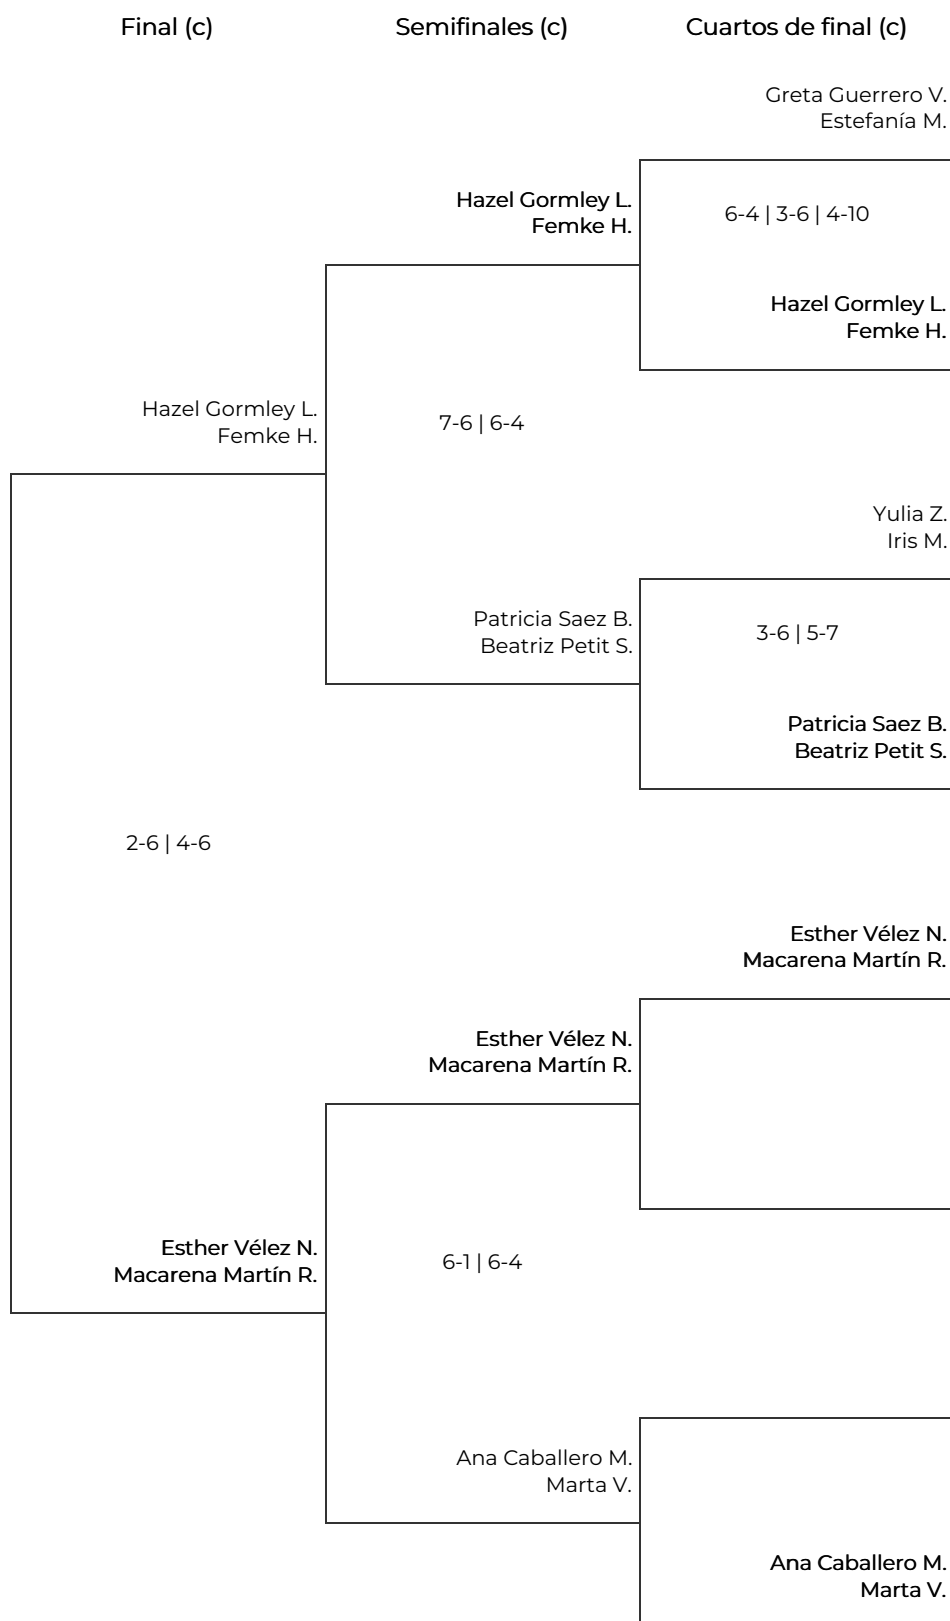 Final (c)
Semifinales (c)
Cuartos de final (c)
Greta Guerrero V.
Estefanía M.
Hazel Gormley L.
Femke H.
6-4 | 3-6 | 4-10
Hazel Gormley L.
Femke H.
Hazel Gormley L.
Femke H.
7-6 | 6-4
Yulia Z.
Iris M.
Patricia Saez B.
Beatriz Petit S.
3-6 | 5-7
Patricia Saez B.
Beatriz Petit S.
2-6 | 4-6
Esther Vélez N.
Macarena Martín R.
Esther Vélez N.
Macarena Martín R.
Esther Vélez N.
Macarena Martín R.
6-1 | 6-4
Ana Caballero M.
Marta V.
Ana Caballero M.
Marta V.